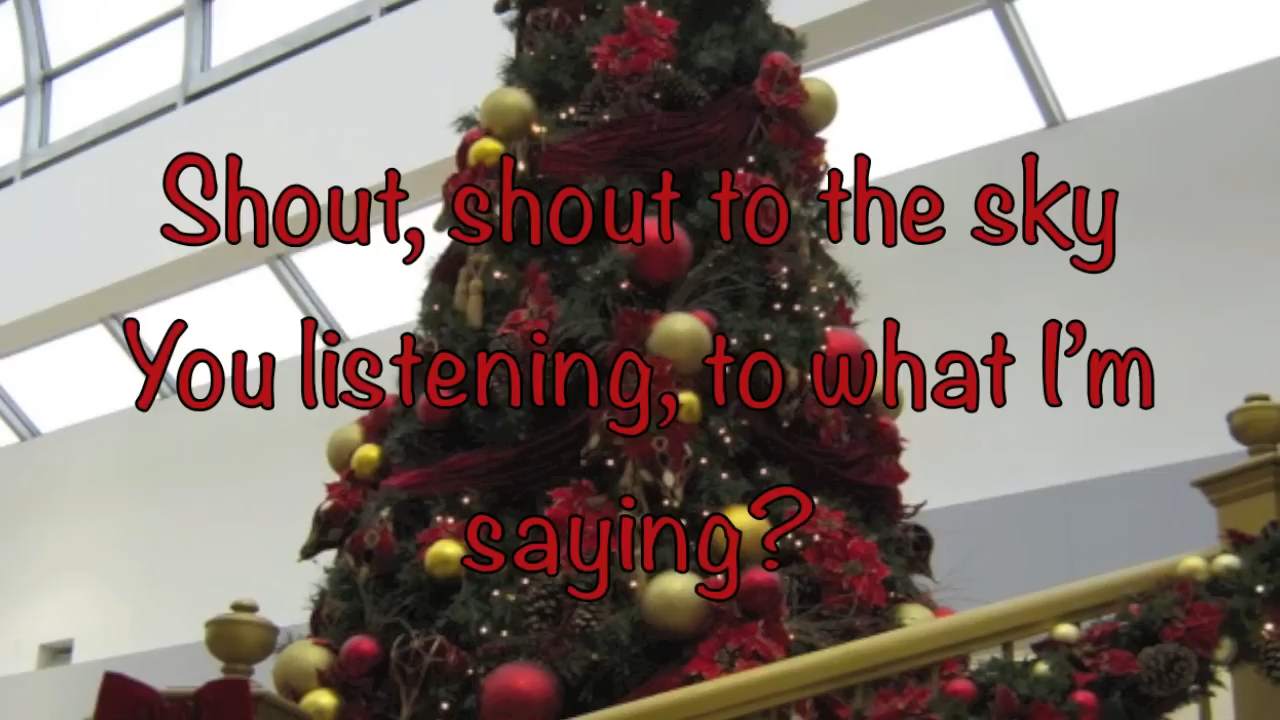 Shout, shout to the sky
You listening, to what I’m
saying?